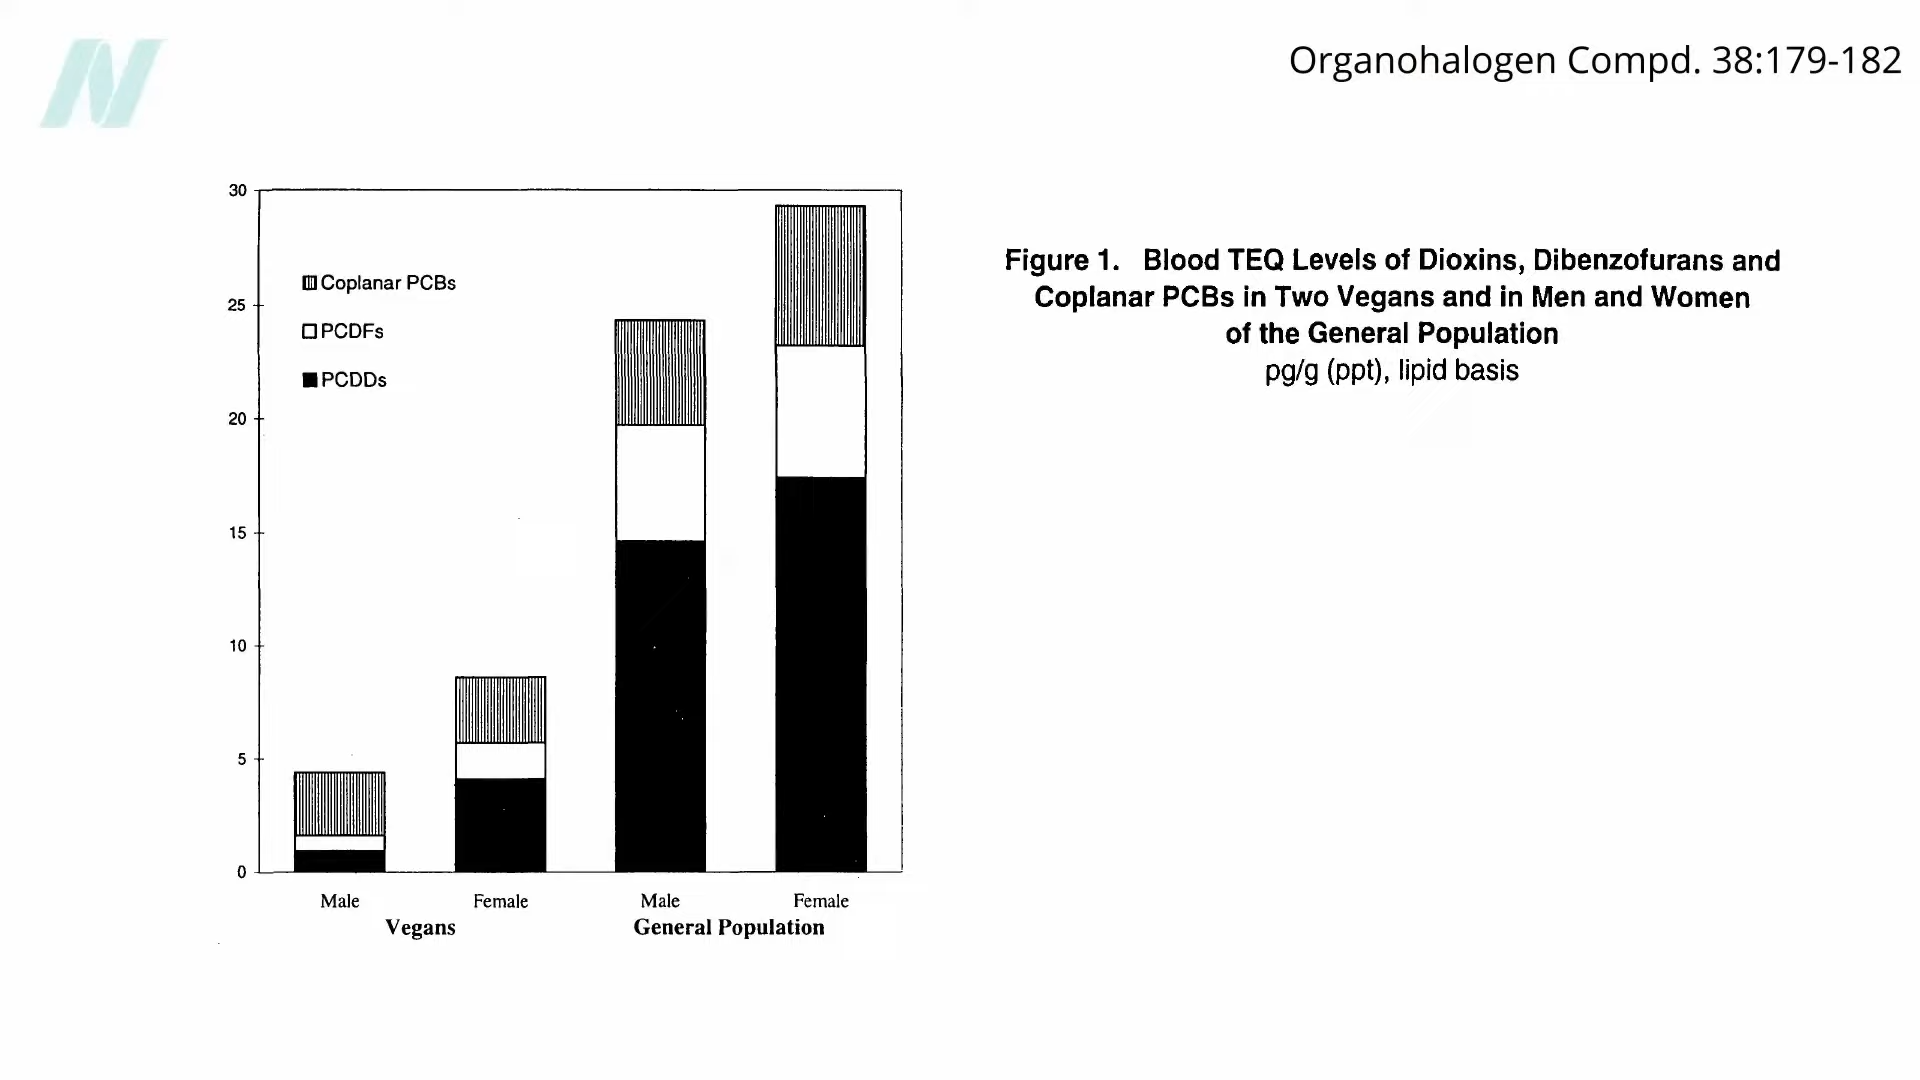 Organohalogen Compd. 38:179-182
30
25
20
15
10
5
0
Coplanar PCBs
PCDFs
PCDDs
Male
Female
Male
Female
Vegans
General Population
Figure 1. Blood TEQ Levels of Dioxins, Dibenzofurans and
Coplanar PCBs in Two Vegans and in Men and Women
of the General Population
pg/g (ppt), lipid basis